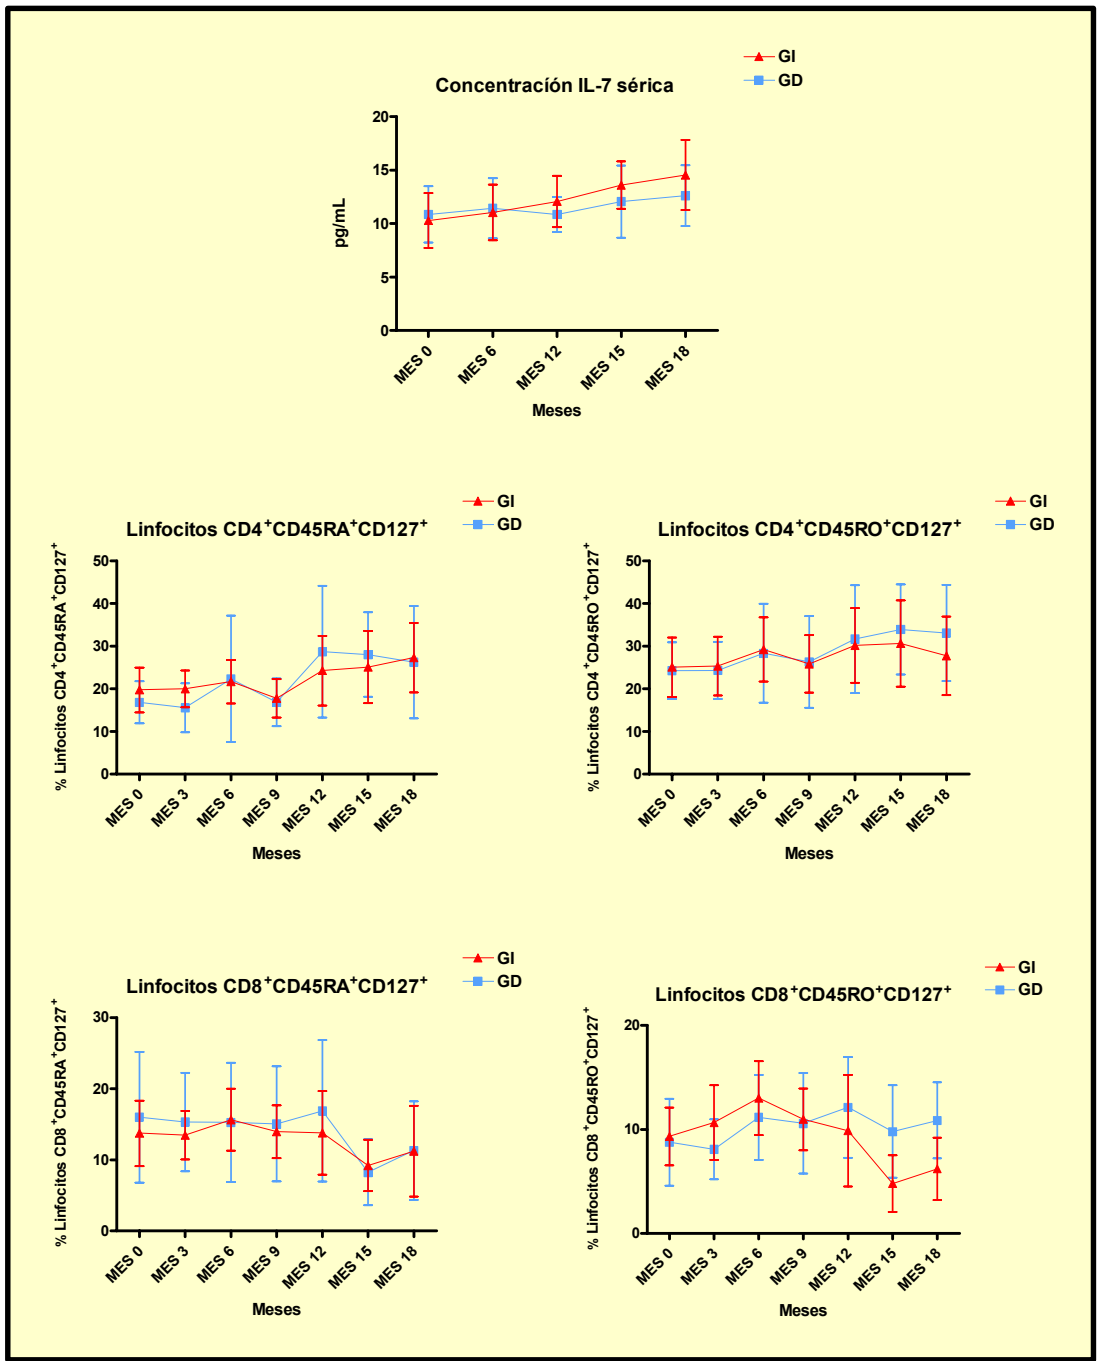 GI
GD
Concentracíón IL-7 sérica
pg/mL
20
15
10
5
0
MES 0
MES 6
MES 12
MES 15
MES 18
Meses
GI
GD
Linfocitos CD4⁺CD45RA⁺CD127⁺
% Linfocitos CD4⁺CD45RA⁺CD127⁺
50
40
30
20
10
0
MES 0
MES 3
MES 6
MES 9
MES 12
MES 15
MES 18
Meses
GI
GD
Linfocitos CD4⁺CD45RO⁺CD127⁺
% Linfocitos CD4⁺CD45RO⁺CD127⁺
50
40
30
20
10
0
MES 0
MES 3
MES 6
MES 9
MES 12
MES 15
MES 18
Meses
GI
GD
Linfocitos CD8⁺CD45RA⁺CD127⁺
% Linfocitos CD8⁺CD45RA⁺CD127⁺
30
20
10
0
MES 0
MES 3
MES 6
MES 9
MES 12
MES 15
MES 18
Meses
GI
GD
Linfocitos CD8⁺CD45RO⁺CD127⁺
% Linfocitos CD8⁺CD45RO⁺CD127⁺
20
10
0
MES 0
MES 3
MES 6
MES 9
MES 12
MES 15
MES 18
Meses